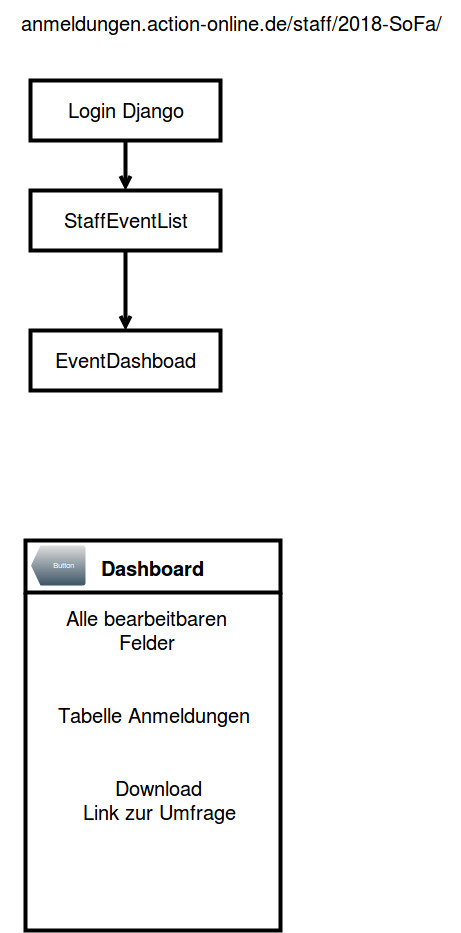 anmeldungen.action-online.de/staff/2018-SoFa/
Login Django
StaffEventList
EventDashboad
Button
Dashboard
Alle bearbeitbaren
Felder
Tabelle Anmeldungen
Download
Link zur Umfrage